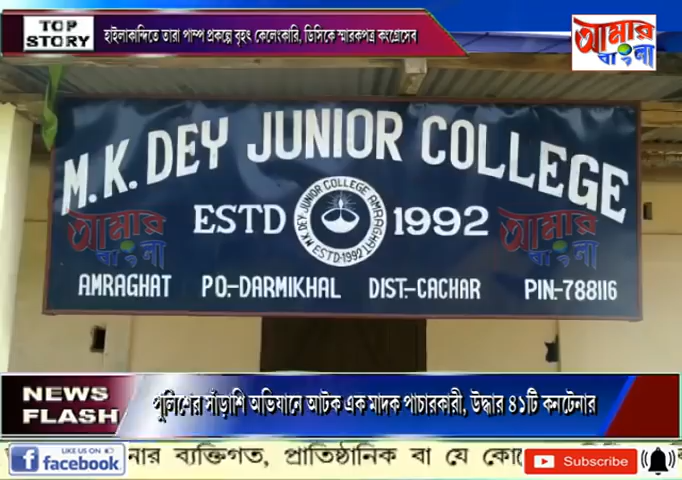 TOP STORY
হাইলাকান্দিতে তারা পাম্প প্রকল্পে বৃহৎ কেলেংকারি, ডিসিকে স্মারকপত্র কংগ্রেসের
আমার বাংলা
M.K. DEY JUNIOR COLLEGE
ESTD 1992
M.K DEY JUNIOR COLLEGE AMRAGHAT
ESTD-1992
আমার বাংলা
আমার বাংলা
AMRAGHAT PO.-DARMIKHAL DIST.-CACHAR PIN.-788116
NEWS FLASH
পুলিশের সাঁড়াশি অভিযানে আটক এক মাদক পাচারকারী, উদ্ধার ৪১টি কনটেনার
LIKE US ON
facebook
নার ব্যক্তিগত, প্রাতিষ্ঠানিক বা যে কো
Subscribe